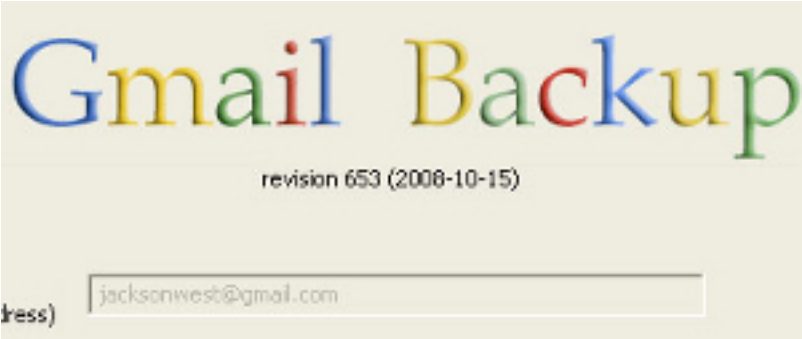 Gmail Backup
revision 653 (2008-10-15)
jacksonwest@gmail.com
dress)